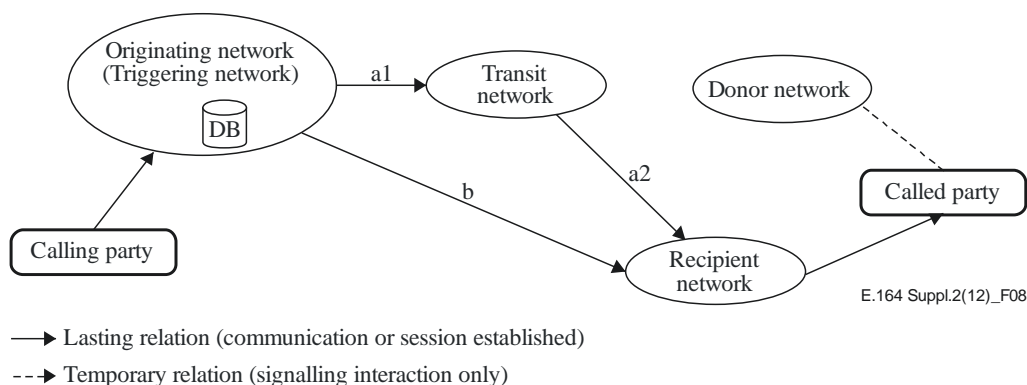 Originating network
(Triggering network)
DB
a1
Transit
network
Donor network
b
a2
Called party
Calling party
Recipient
network
E.164 Suppl.2(12)_F08
Lasting relation (communication or session established)
Temporary relation (signalling interaction only)